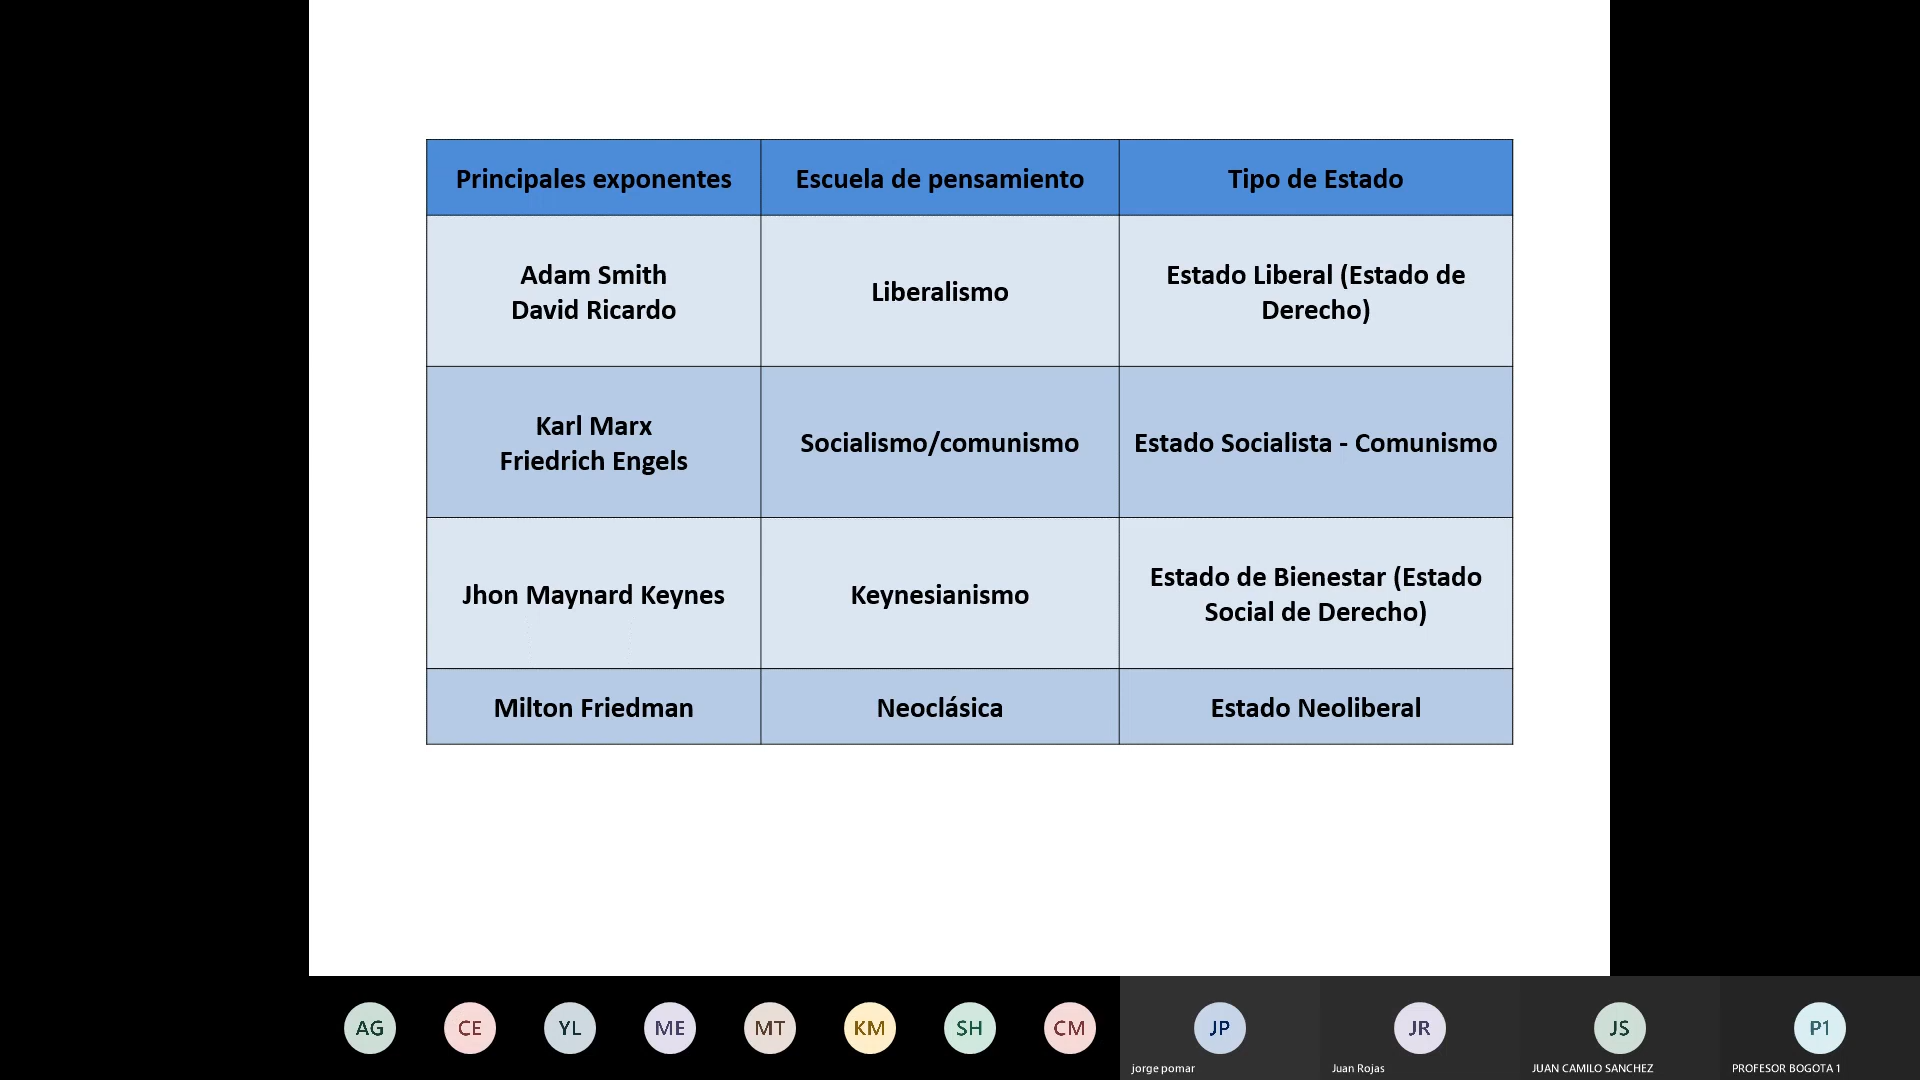 Principales exponentes
Escuela de pensamiento
Tipo de Estado
Adam Smith
David Ricardo
Liberalismo
Estado Liberal (Estado de
Derecho)
Karl Marx
Friedrich Engels
Socialismo/comunismo
Estado Socialista - Comunismo
Jhon Maynard Keynes
Keynesianismo
Estado de Bienestar (Estado
Social de Derecho)
Milton Friedman
Neoclásica
Estado Neoliberal
AG
CE
YL
ME
MT
KM
SH
CM
JP
JR
JS
P1
jorge pomar
Juan Rojas
JUAN CAMILO SANCHEZ
PROFESOR BOGOTA 1